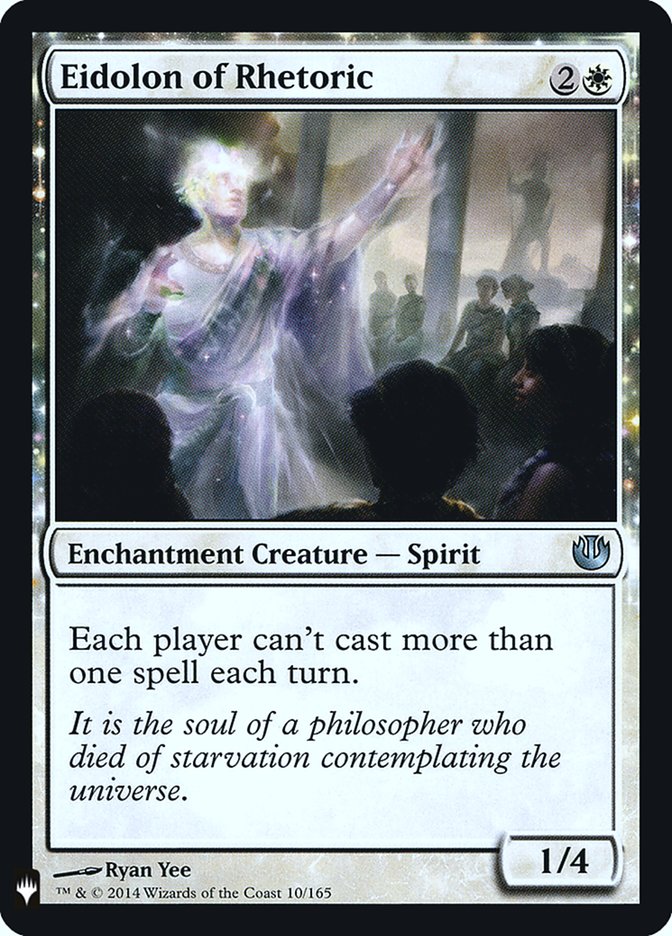 Eidolon of Rhetoric 2
Enchantment Creature — Spirit
Each player can't cast more than
one spell each turn.
It is the soul of a philosopher who
died of starvation contemplating the
universe.
1/4
Ryan Yee
™ & © 2014 Wizards of the Coast 10/165